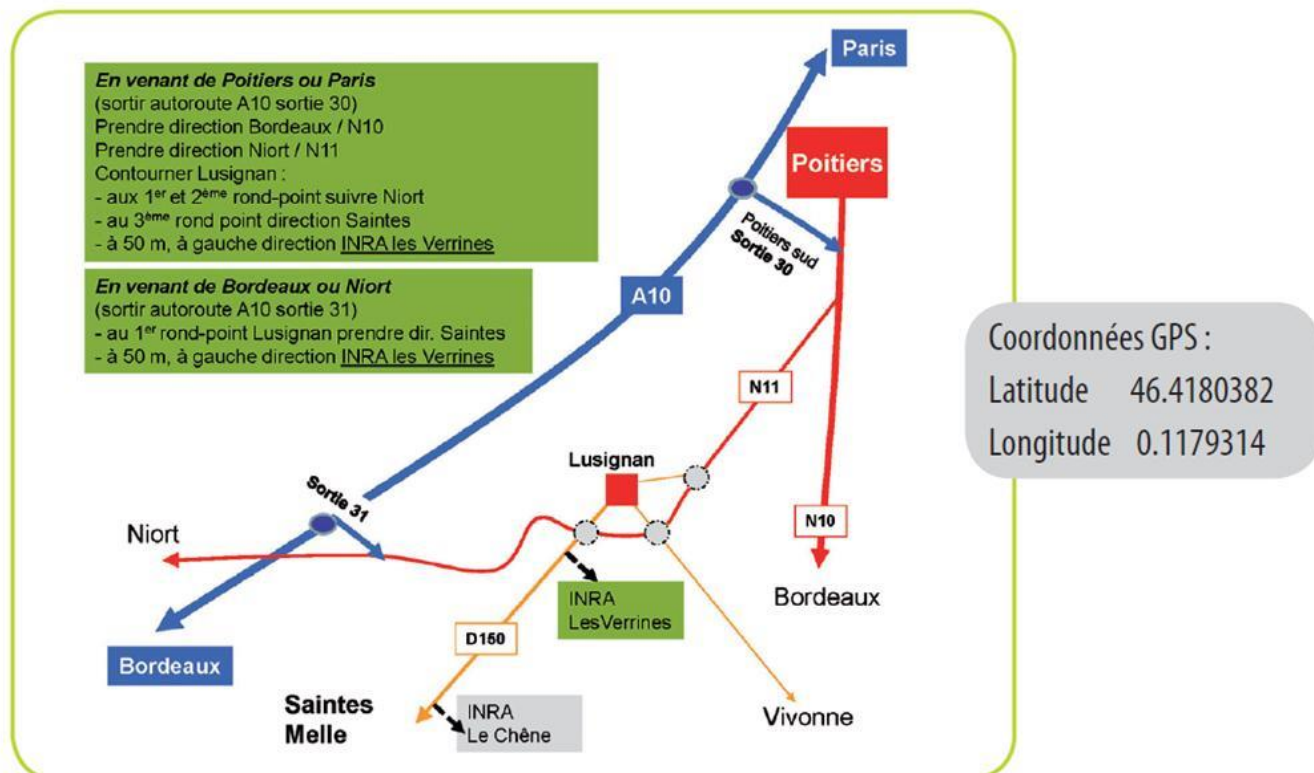 Paris
En venant de Poitiers ou Paris
(sortir autoroute A10 sortie 30)
Prendre direction Bordeaux / N10
Prendre direction Niort / N11
Contourner Lusignan :
- aux 1er et 2ème rond-point suivre Niort
- au 3ème rond point direction Saintes
- à 50 m, à gauche direction INRA les Verrines
Poitiers
Poitiers sud
Sortie 30
En venant de Bordeaux ou Niort
(sortir autoroute A10 sortie 31)
- au 1er rond-point Lusignan prendre dir. Saintes
- à 50 m, à gauche direction INRA les Verrines
A10
Coordonnées GPS :
Latitude 46.4180382
Longitude 0.1179314
N11
Lusignan
Sortie 31
Niort
N10
INRA
LesVerrines
Bordeaux
D150
Bordeaux
Saintes
Melle
INRA
Le Chêne
Vivonne